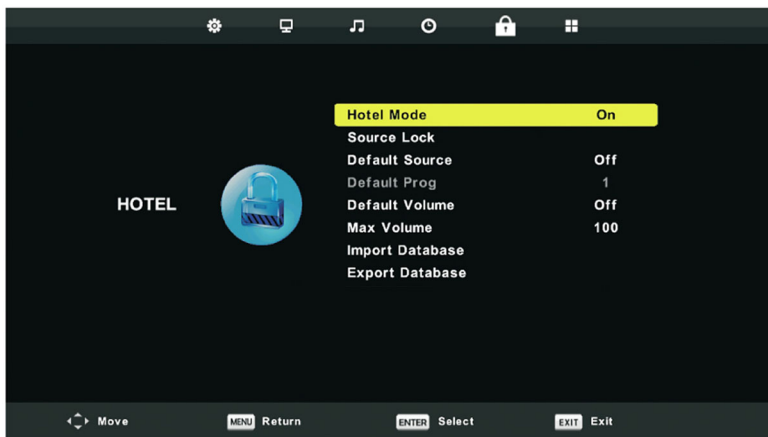 HOTEL
Hotel Mode On
Source Lock
Default Source Off
Default Prog 1
Default Volume Off
Max Volume 100
Import Database
Export Database
Move MENU Return ENTER Select EXIT Exit